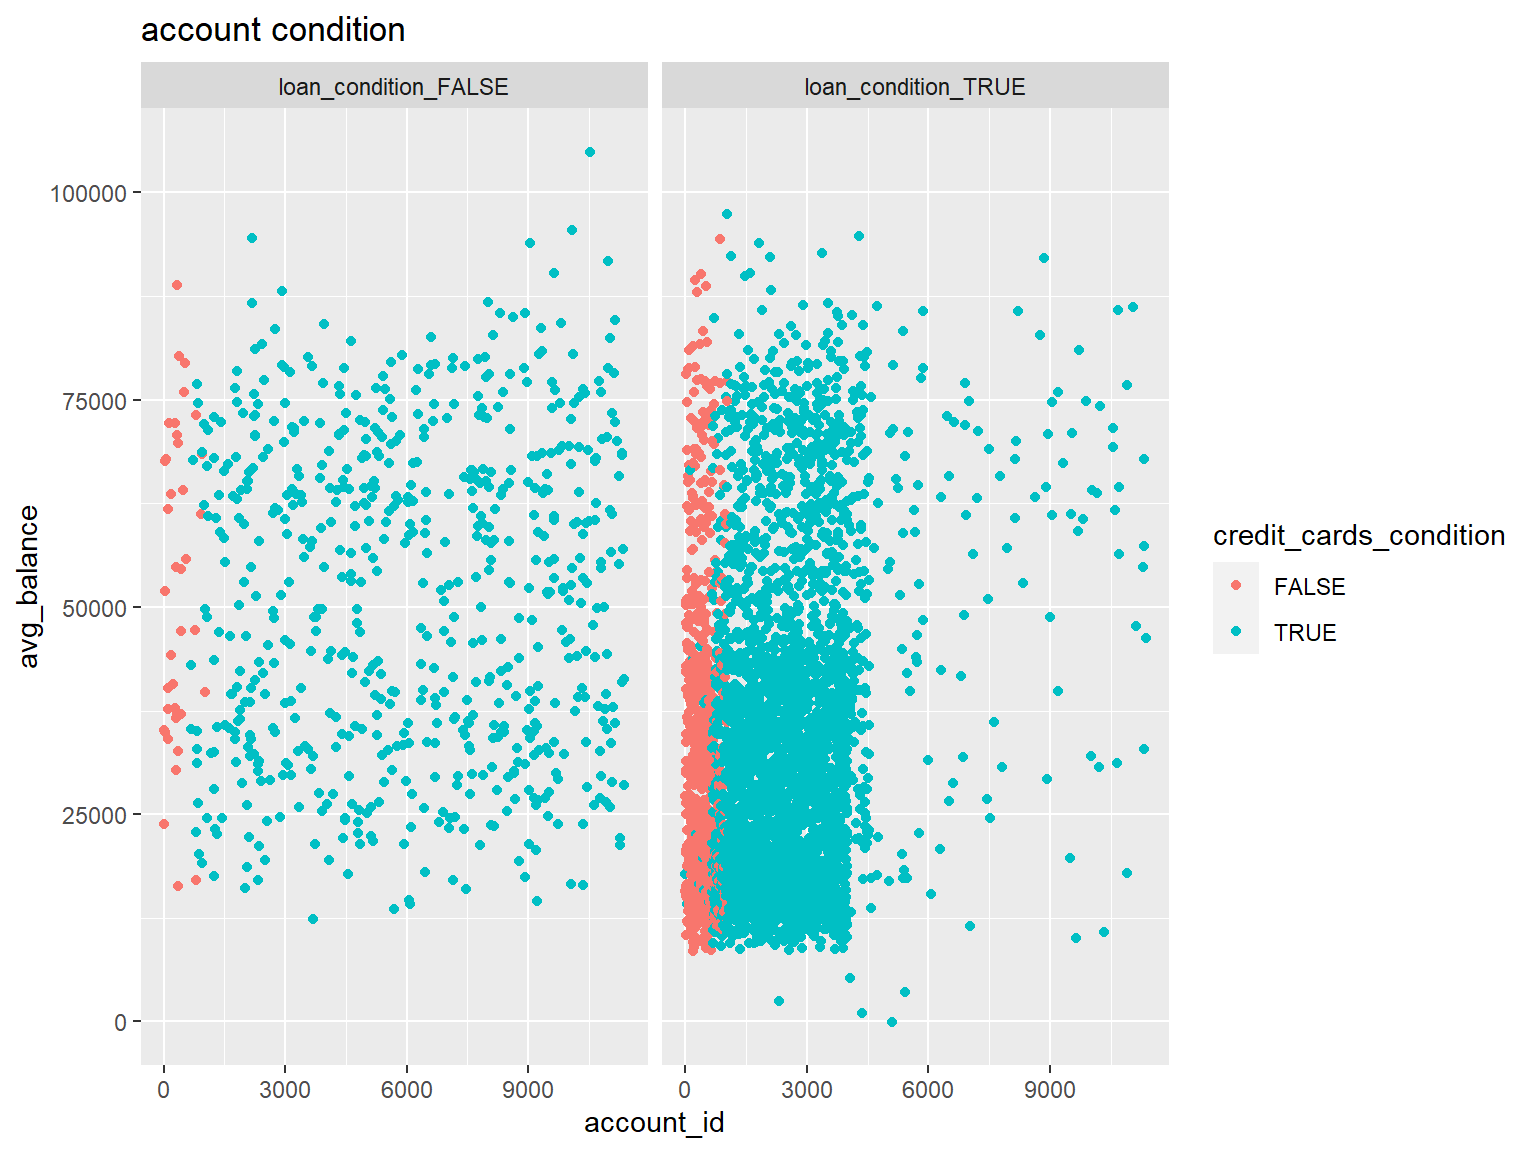 account condition
loan_condition_FALSE
loan_condition_TRUE
100000
75000
50000
25000
0
avg_balance
0
3000
6000
9000
0
3000
6000
9000
account_id
credit_cards_condition
FALSE
TRUE